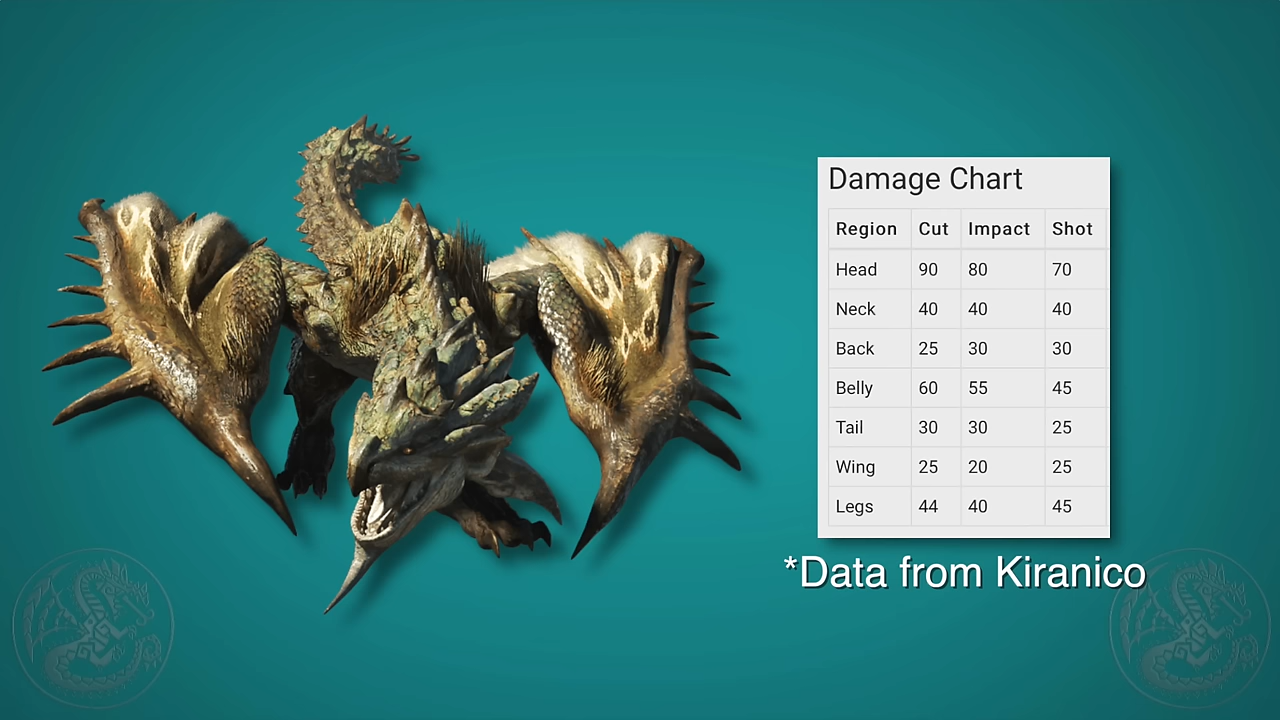 Damage Chart
Region Cut Impact Shot
Head 90 80 70
Neck 40 40 40
Back 25 30 30
Belly 60 55 45
Tail 30 30 25
Wing 25 20 25
Legs 44 40 45
*Data from Kiranico